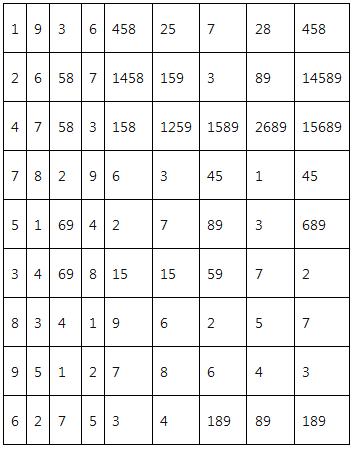 1 9 3 6 458 25 7 28 458
2 6 58 7 1458 159 3 89 14589
4 7 58 3 158 1259 1589 2689 15689
7 8 2 9 6 3 45 1 45
5 1 69 4 2 7 89 3 689
3 4 69 8 15 15 59 7 2
8 3 4 1 9 6 2 5 7
9 5 1 2 7 8 6 4 3
6 2 7 5 3 4 189 89 189